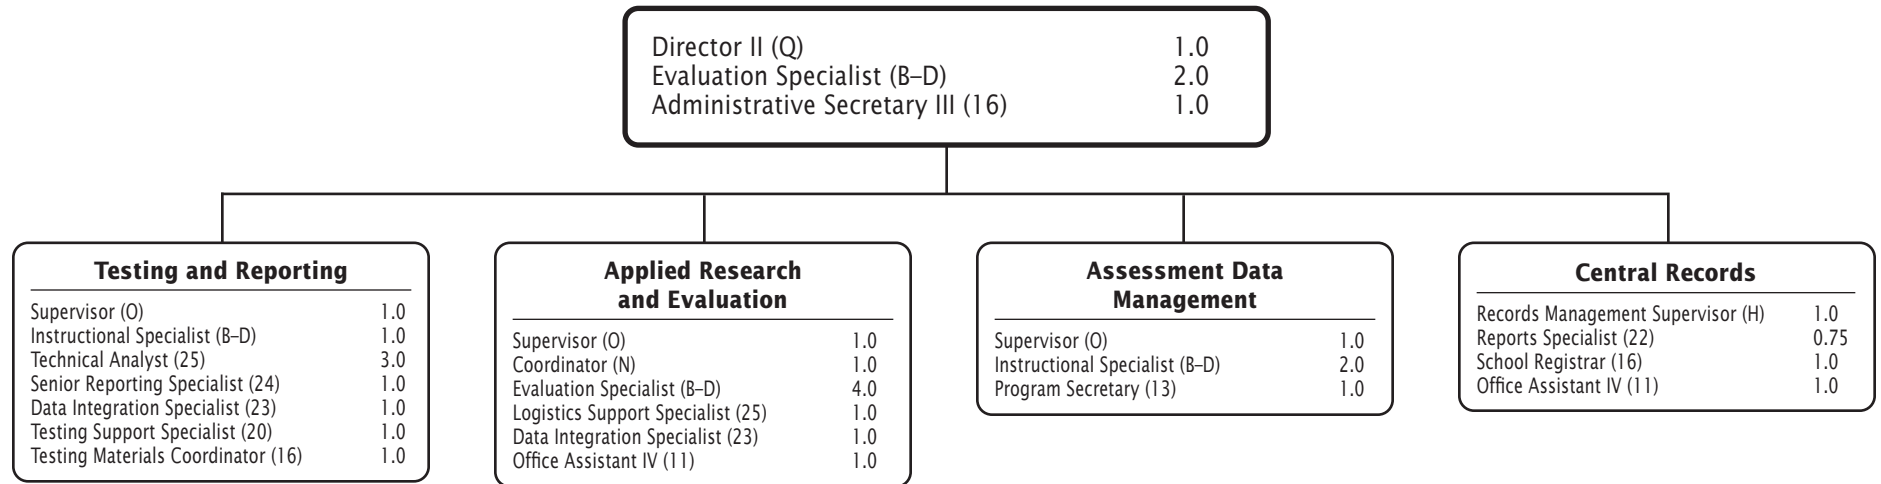 Director II (Q) 1.0
Evaluation Specialist (B–D) 2.0
Administrative Secretary III (16) 1.0
Testing and Reporting
Supervisor (O) 1.0
Instructional Specialist (B–D) 1.0
Technical Analyst (25) 3.0
Senior Reporting Specialist (24) 1.0
Data Integration Specialist (23) 1.0
Testing Support Specialist (20) 1.0
Testing Materials Coordinator (16) 1.0
Applied Research
and Evaluation
Supervisor (O) 1.0
Coordinator (N) 1.0
Evaluation Specialist (B–D) 4.0
Logistics Support Specialist (25) 1.0
Data Integration Specialist (23) 1.0
Office Assistant IV (11) 1.0
Assessment Data
Management
Supervisor (O) 1.0
Instructional Specialist (B–D) 2.0
Program Secretary (13) 1.0
Central Records
Records Management Supervisor (H) 1.0
Reports Specialist (22) 0.75
School Registrar (16) 1.0
Office Assistant IV (11) 1.0